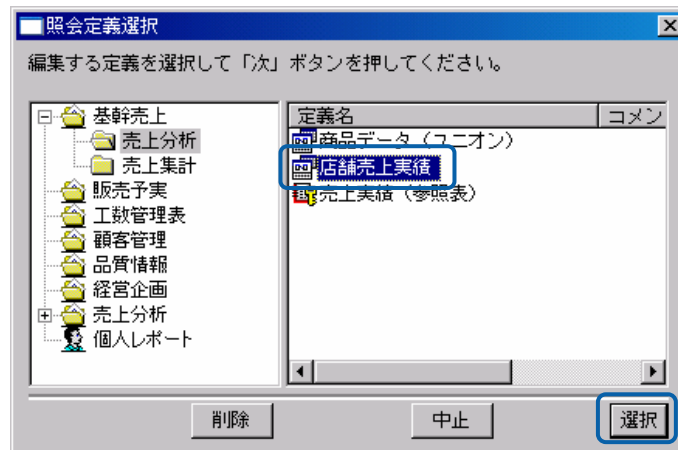 照会定義選択
編集する定義を選択して「次」ボタンを押してください。
基幹売上
売上分析
売上集計
販売予実
工数管理表
顧客管理
品質情報
経営企画
売上分析
個人レポート
定義名 コメン
商品データ（ユニオン）
店舗売上実績
売上実績（参照表）
削除 中止 選択